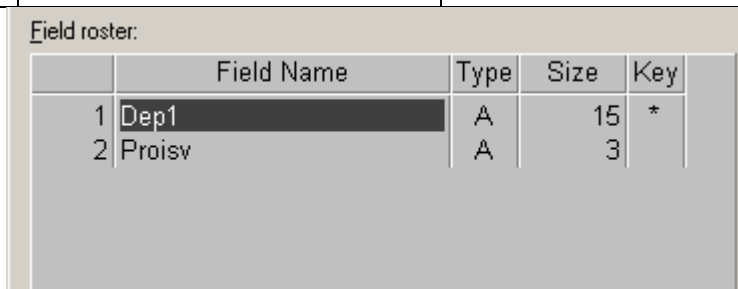 Field roster:
Field Name Type Size Key
1 Dep1 A 15 *
2 Proisv A 3